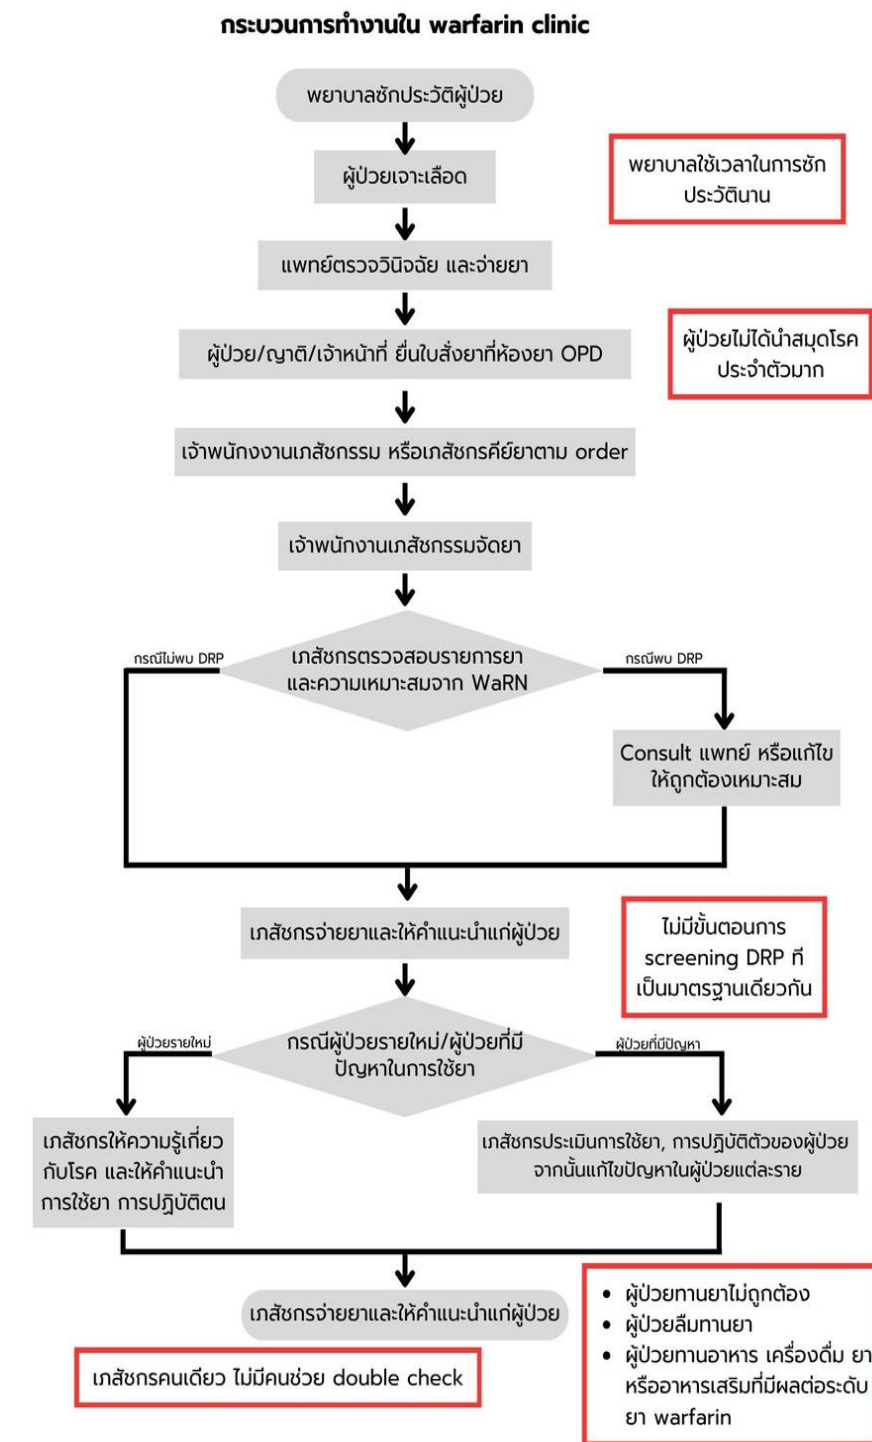 กระบวนการทำงานใน warfarin clinic
พยาบาลซักประวัติผู้ป่วย
ผู้ป่วยเจาะเลือด
พยาบาลใช้เวลาในการซัก
ประวัตินาน
แพทย์ตรวจวินิจฉัย และจ่ายยา
ผู้ป่วย/ญาติ/เจ้าหน้าที่ ยื่นใบสั่งยาที่ห้องยา OPD
ผู้ป่วยไม่ได้นำสมุดโรค
ประจำตัวมาก
เจ้าพนักงงานเภสัชกรรม หรือเภสัชกรคีย์ยาตาม order
เจ้าพนักงานเภสัชกรรมจัดยา
กรณีไม่พบ DRP
เภสัชกรตรวจสอบรายการยา
และความเหมาะสมจาก WaRN
กรณีพบ DRP
Consult แพทย์ หรือแก้ไข
ให้ถูกต้องเหมาะสม
เภสัชกรจ่ายยาและให้คำแนะนำแก่ผู้ป่วย
ไม่มีขั้นตอนการ
screening DRP ที่
เป็นมาตรฐานเดียวกัน
ผู้ป่วยรายใหม่
กรณีผู้ป่วยรายใหม่/ผู้ป่วยที่มี
ปัญหาในการใช้ยา
ผู้ป่วยที่มีปัญหา
เภสัชกรให้ความรู้เกี่ยว
กับโรค และให้คำแนะนำ
การใช้ยา การปฏิบัติตน
เภสัชกรประเมินการใช้ยา, การปฏิบัติตัวของผู้ป่วย
จากนั้นแก้ไขปัญหาในผู้ป่วยแต่ละราย
เภสัชกรจ่ายยาและให้คำแนะนำแก่ผู้ป่วย
• ผู้ป่วยทานยาไม่ถูกต้อง
• ผู้ป่วยลืมทานยา
• ผู้ป่วยทานอาหาร เครื่องดื่ม ยา
หรืออาหารเสริมที่มีผลต่อระดับ
ยา warfarin
เภสัชกรคนเดียว ไม่มีคนช่วย double check